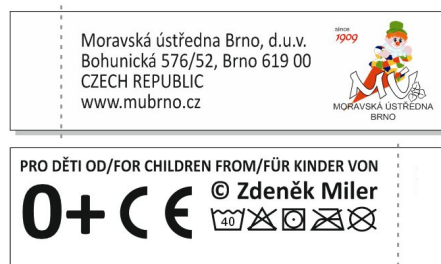 Moravská ústředna Brno, d.u.v.
Bohunická 576/52, Brno 619 00
CZECH REPUBLIC
www.mubrno.cz
since
1909
MU
MORAVSKÁ ÚSTŘEDNA
BRNO
PRO DĚTI OD/FOR CHILDREN FROM/FÜR KINDER VON
0+ CE
© Zdeněk Miler
40